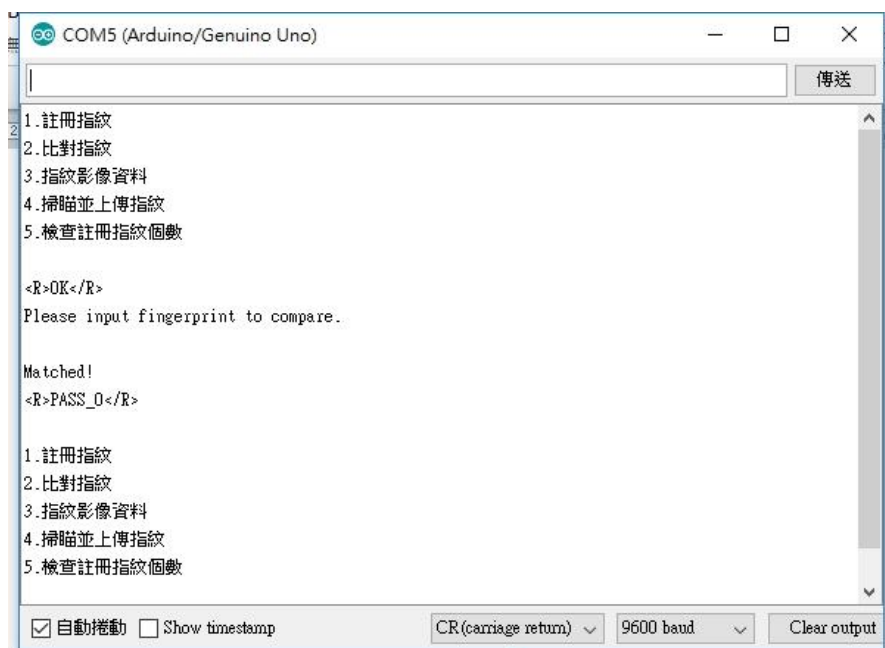 COM5 (Arduino/Genuino Uno)
傳送
1.註冊指紋
2.比對指紋
3.指紋影像資料
4.掃瞄並上傳指紋
5.檢查註冊指紋個數
<R>OK</R>
Please input fingerprint to compare.
Matched!
<R>PASS_0</R>
1.註冊指紋
2.比對指紋
3.指紋影像資料
4.掃瞄並上傳指紋
5.檢查註冊指紋個數
自動捲動 Show timestamp CR(carriage return) 9600 baud Clear output